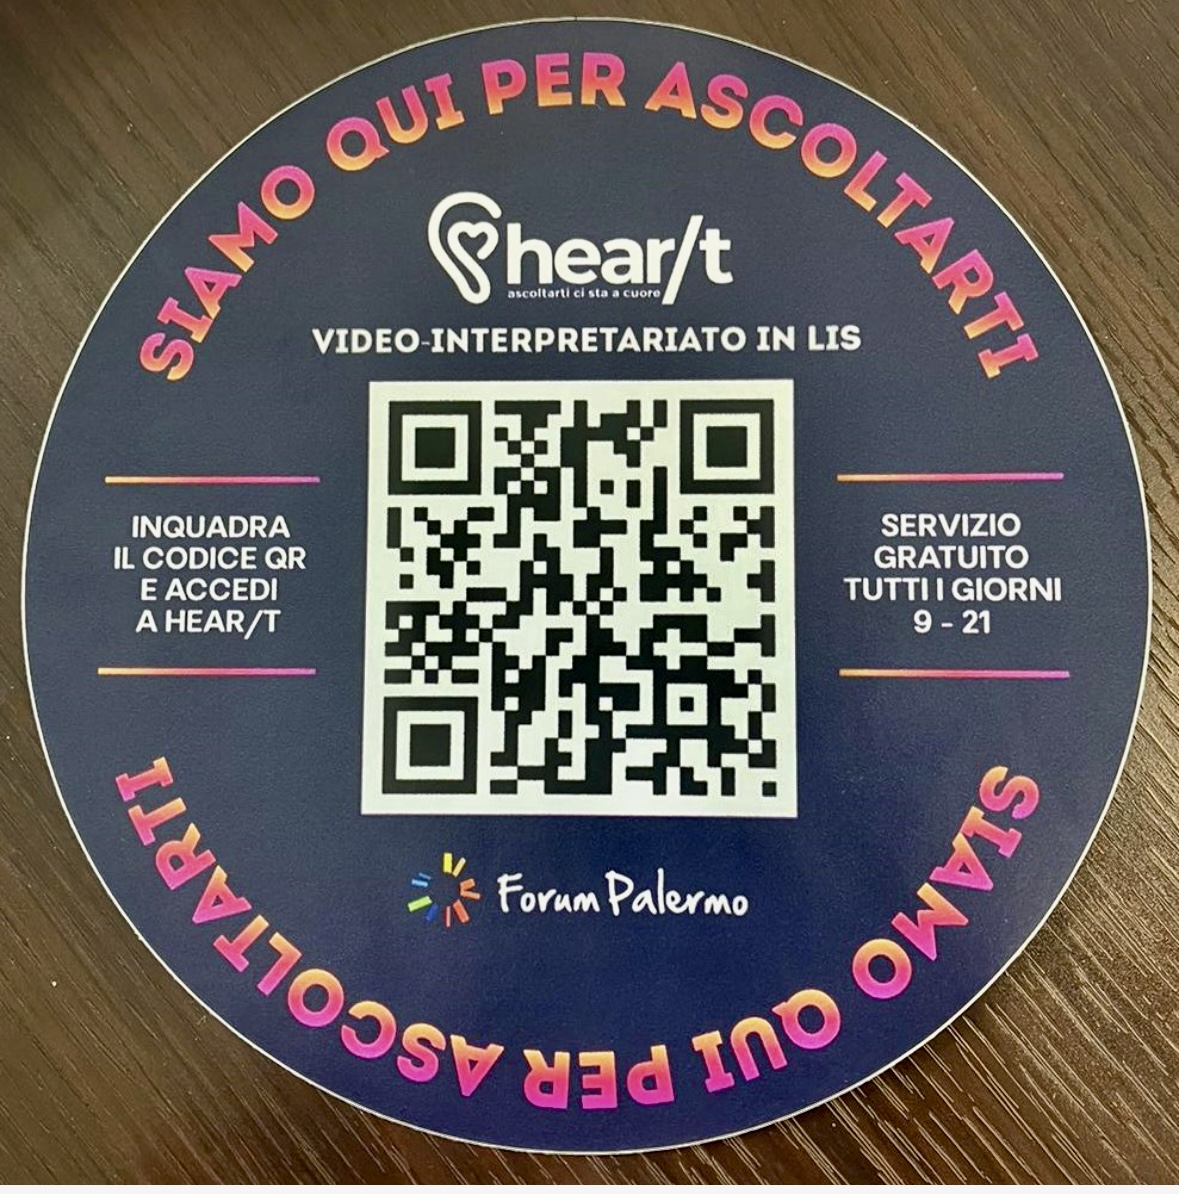 SIAMO QUI PER ASCOLTARTI
hear/t
ascoltarti ci sta a cuore
VIDEO-INTERPRETARIATO IN LIS
INQUADRA
IL CODICE QR
E ACCEDI
A HEAR/T
SERVIZIO
GRATUITO
TUTTI I GIORNI
9 - 21
Forum Palermo
SIAMO QUI PER ASCOLTARTI